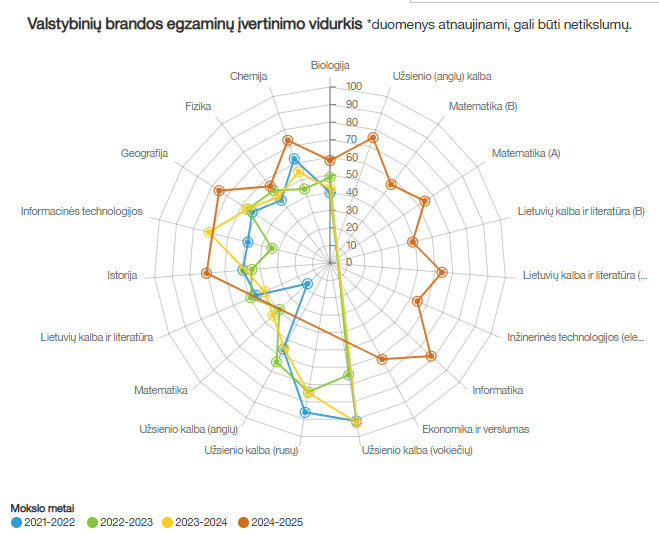 Valstybinių brandos egzaminų įvertinimo vidurkis *duomenys atnaujinami, gali būti netikslumų.
Biologija
Chemija
Užsienio (anglų) kalba
Fizika
Matematika (B)
Geografija
Matematika (A)
Informacinės technologijos
Lietuvių kalba ir literatūra (B)
Istorija
Lietuvių kalba ir literatūra (...
Lietuvių kalba ir literatūra
Inžinerinės technologijos (ele...
Matematika
Informatika
Užsienio kalba (anglų)
Ekonomika ir verslumas
Užsienio kalba (rusų)
Užsienio kalba (vokiečių)
100
90
80
70
60
50
40
30
20
10
0
Mokslo metai
2021-2022 2022-2023 2023-2024 2024-2025